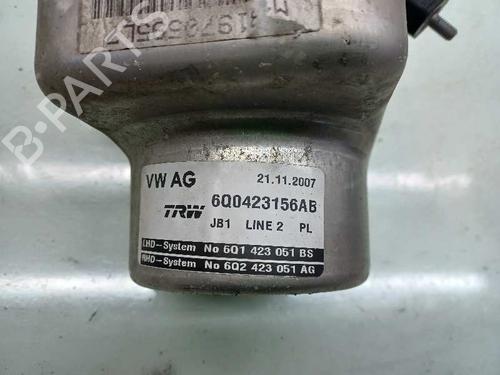 B-PARTS
VW AG 21.11.2007
TRW 6Q0423156AB
JB1 LINE 2 PL
LHD-System No 6Q1 423 051 BS
RHD-System No 6Q2 423 051 AG